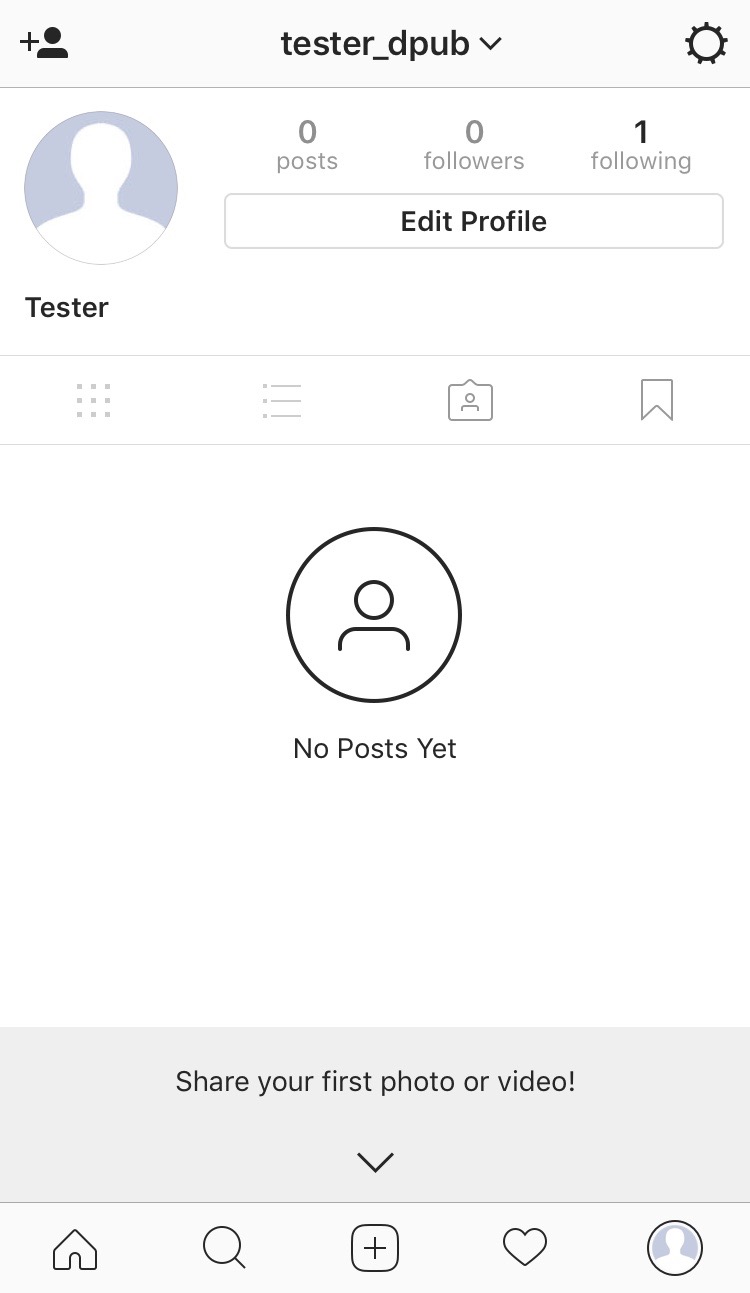 tester_dpub
0 0 1
posts followers following
Edit Profile
Tester
No Posts Yet
Share your first photo or video!